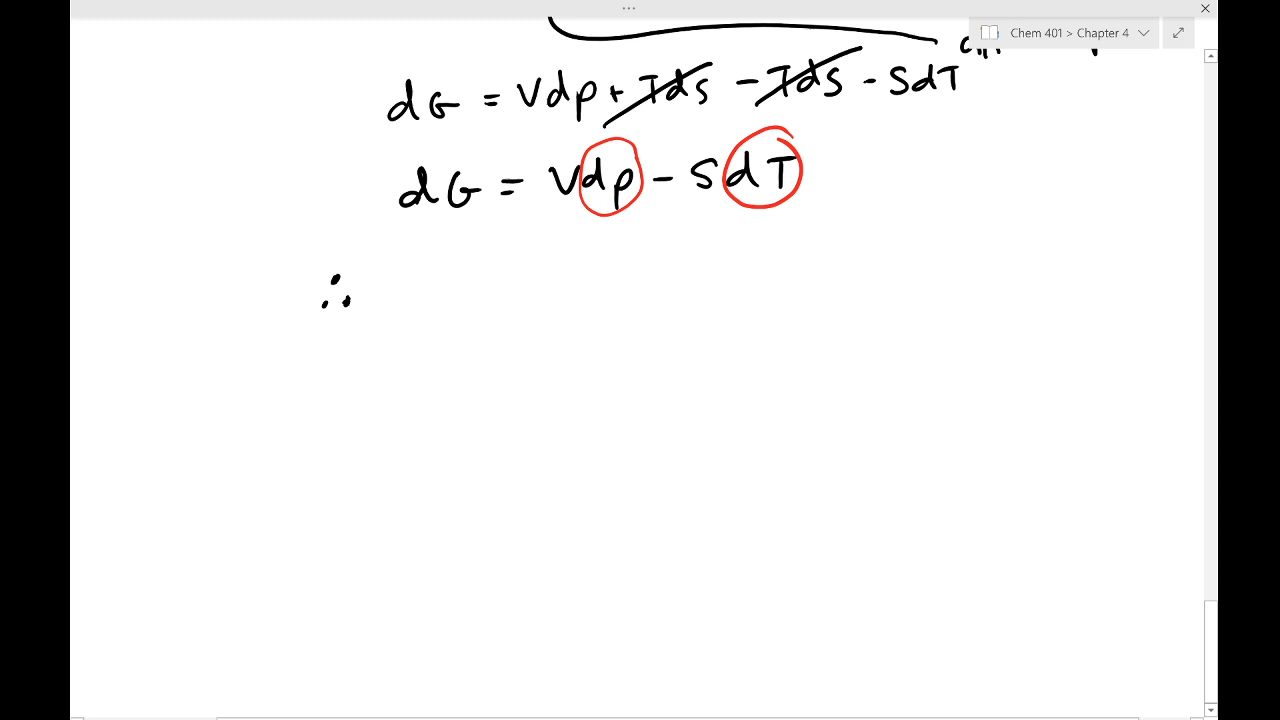 Chem 401 > Chapter 4
dG = Vdp + TdS - TdS - SdT
dG = Vdp - SdT
∴